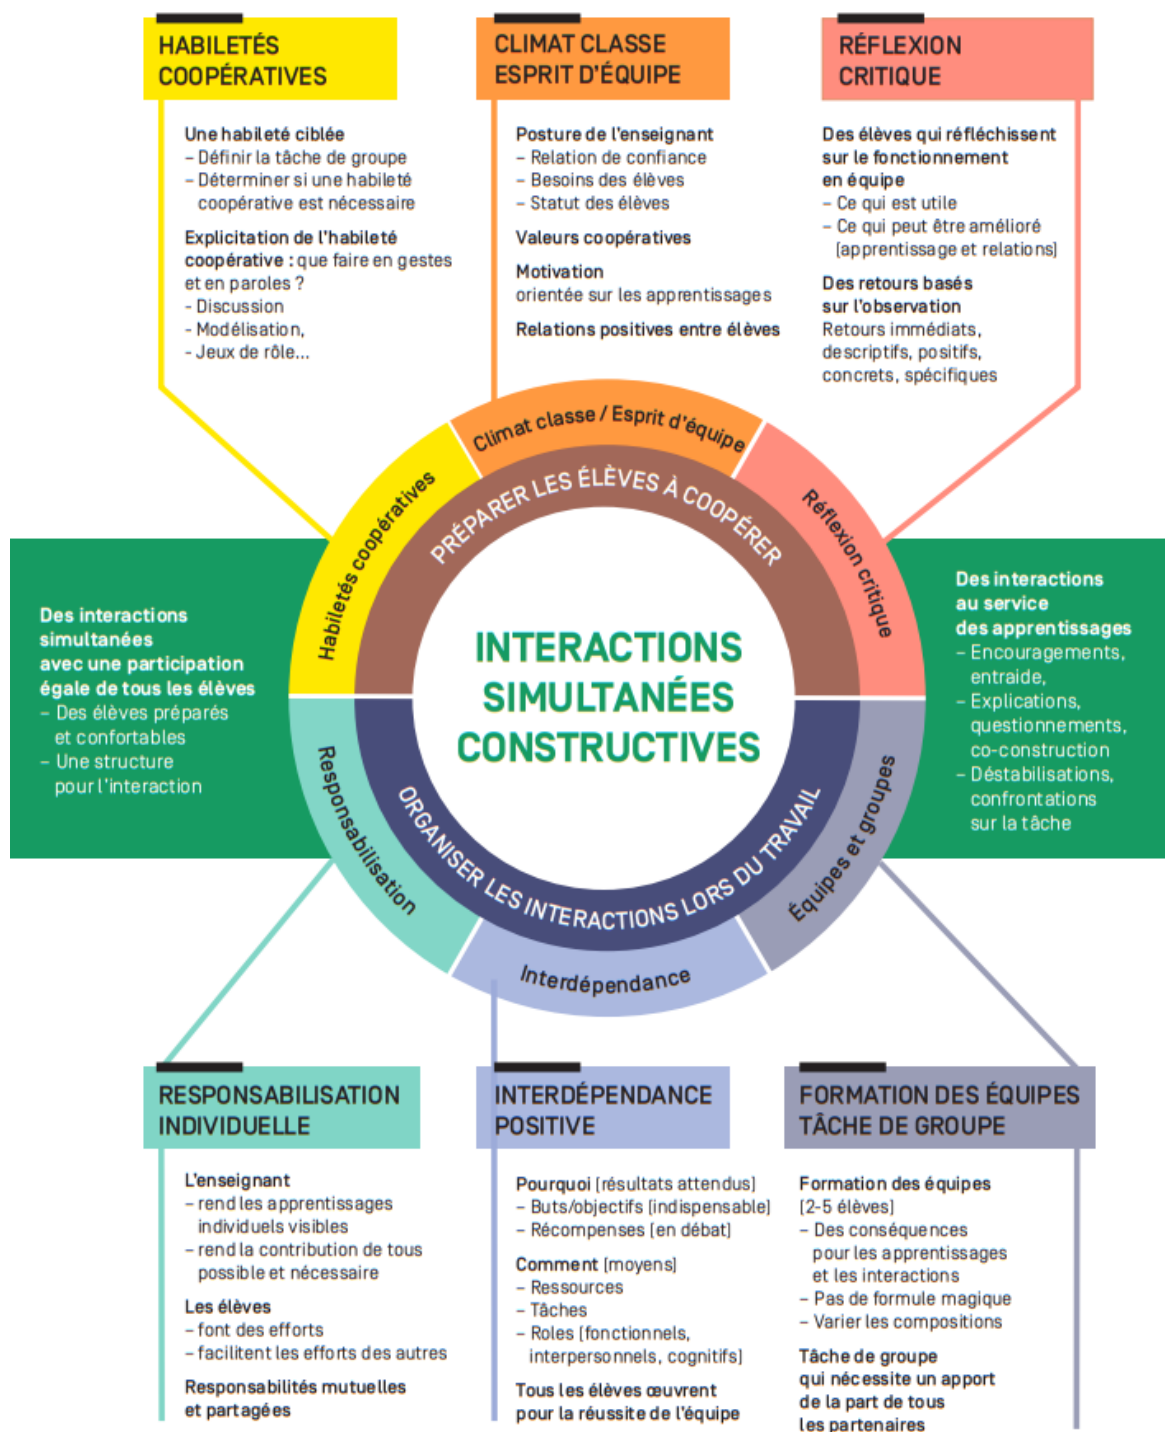 HABILETÉS
COOPÉRATIVES
Une habileté ciblée
– Définir la tâche de groupe
– Déterminer si une habileté
coopérative est nécessaire
Explicitation de l'habileté
coopérative : que faire en gestes
et en paroles ?
- Discussion
- Modélisation,
- Jeux de rôle...
CLIMAT CLASSE
ESPRIT D'ÉQUIPE
Posture de l'enseignant
– Relation de confiance
– Besoins des élèves
– Statut des élèves
Valeurs coopératives
Motivation
orientée sur les apprentissages
Relations positives entre élèves
RÉFLEXION
CRITIQUE
Des élèves qui réfléchissent
sur le fonctionnement
en équipe
– Ce qui est utile
– Ce qui peut être amélioré
(apprentissage et relations)
Des retours basés
sur l'observation
Retours immédiats,
descriptifs, positifs,
concrets, spécifiques
Habiletés coopératives
Climat classe / Esprit d'équipe
Réflexion critique
PRÉPARER LES ÉLÈVES À COOPÉRER
Des interactions
simultanées
avec une participation
égale de tous les élèves
– Des élèves préparés
et confortables
– Une structure
pour l'interaction
INTERACTIONS
SIMULTANÉES
CONSTRUCTIVES
Des interactions
au service
des apprentissages
– Encouragements,
entraide,
– Explications,
questionnements,
co-construction
– Déstabilisations,
confrontations
sur la tâche
ORGANISER LES INTERACTIONS LORS DU TRAVAIL
Responsabilisation
Interdépendance
Équipes et groupes
RESPONSABILISATION
INDIVIDUELLE
L'enseignant
– rend les apprentissages
individuels visibles
– rend la contribution de tous
possible et nécessaire
Les élèves
– font des efforts
– facilitent les efforts des autres
Responsabilités mutuelles
et partagées
INTERDÉPENDANCE
POSITIVE
Pourquoi (résultats attendus)
– Buts/objectifs (indispensable)
– Récompenses (en débat)
Comment (moyens)
– Ressources
– Tâches
– Roles (fonctionnels,
interpersonnels, cognitifs)
Tous les élèves œuvrent
pour la réussite de l'équipe
FORMATION DES ÉQUIPES
TÂCHE DE GROUPE
Formation des équipes
(2-5 élèves)
– Des conséquences
pour les apprentissages
et les interactions
– Pas de formule magique
– Varier les compositions
Tâche de groupe
qui nécessite un apport
de la part de tous
les partenaires